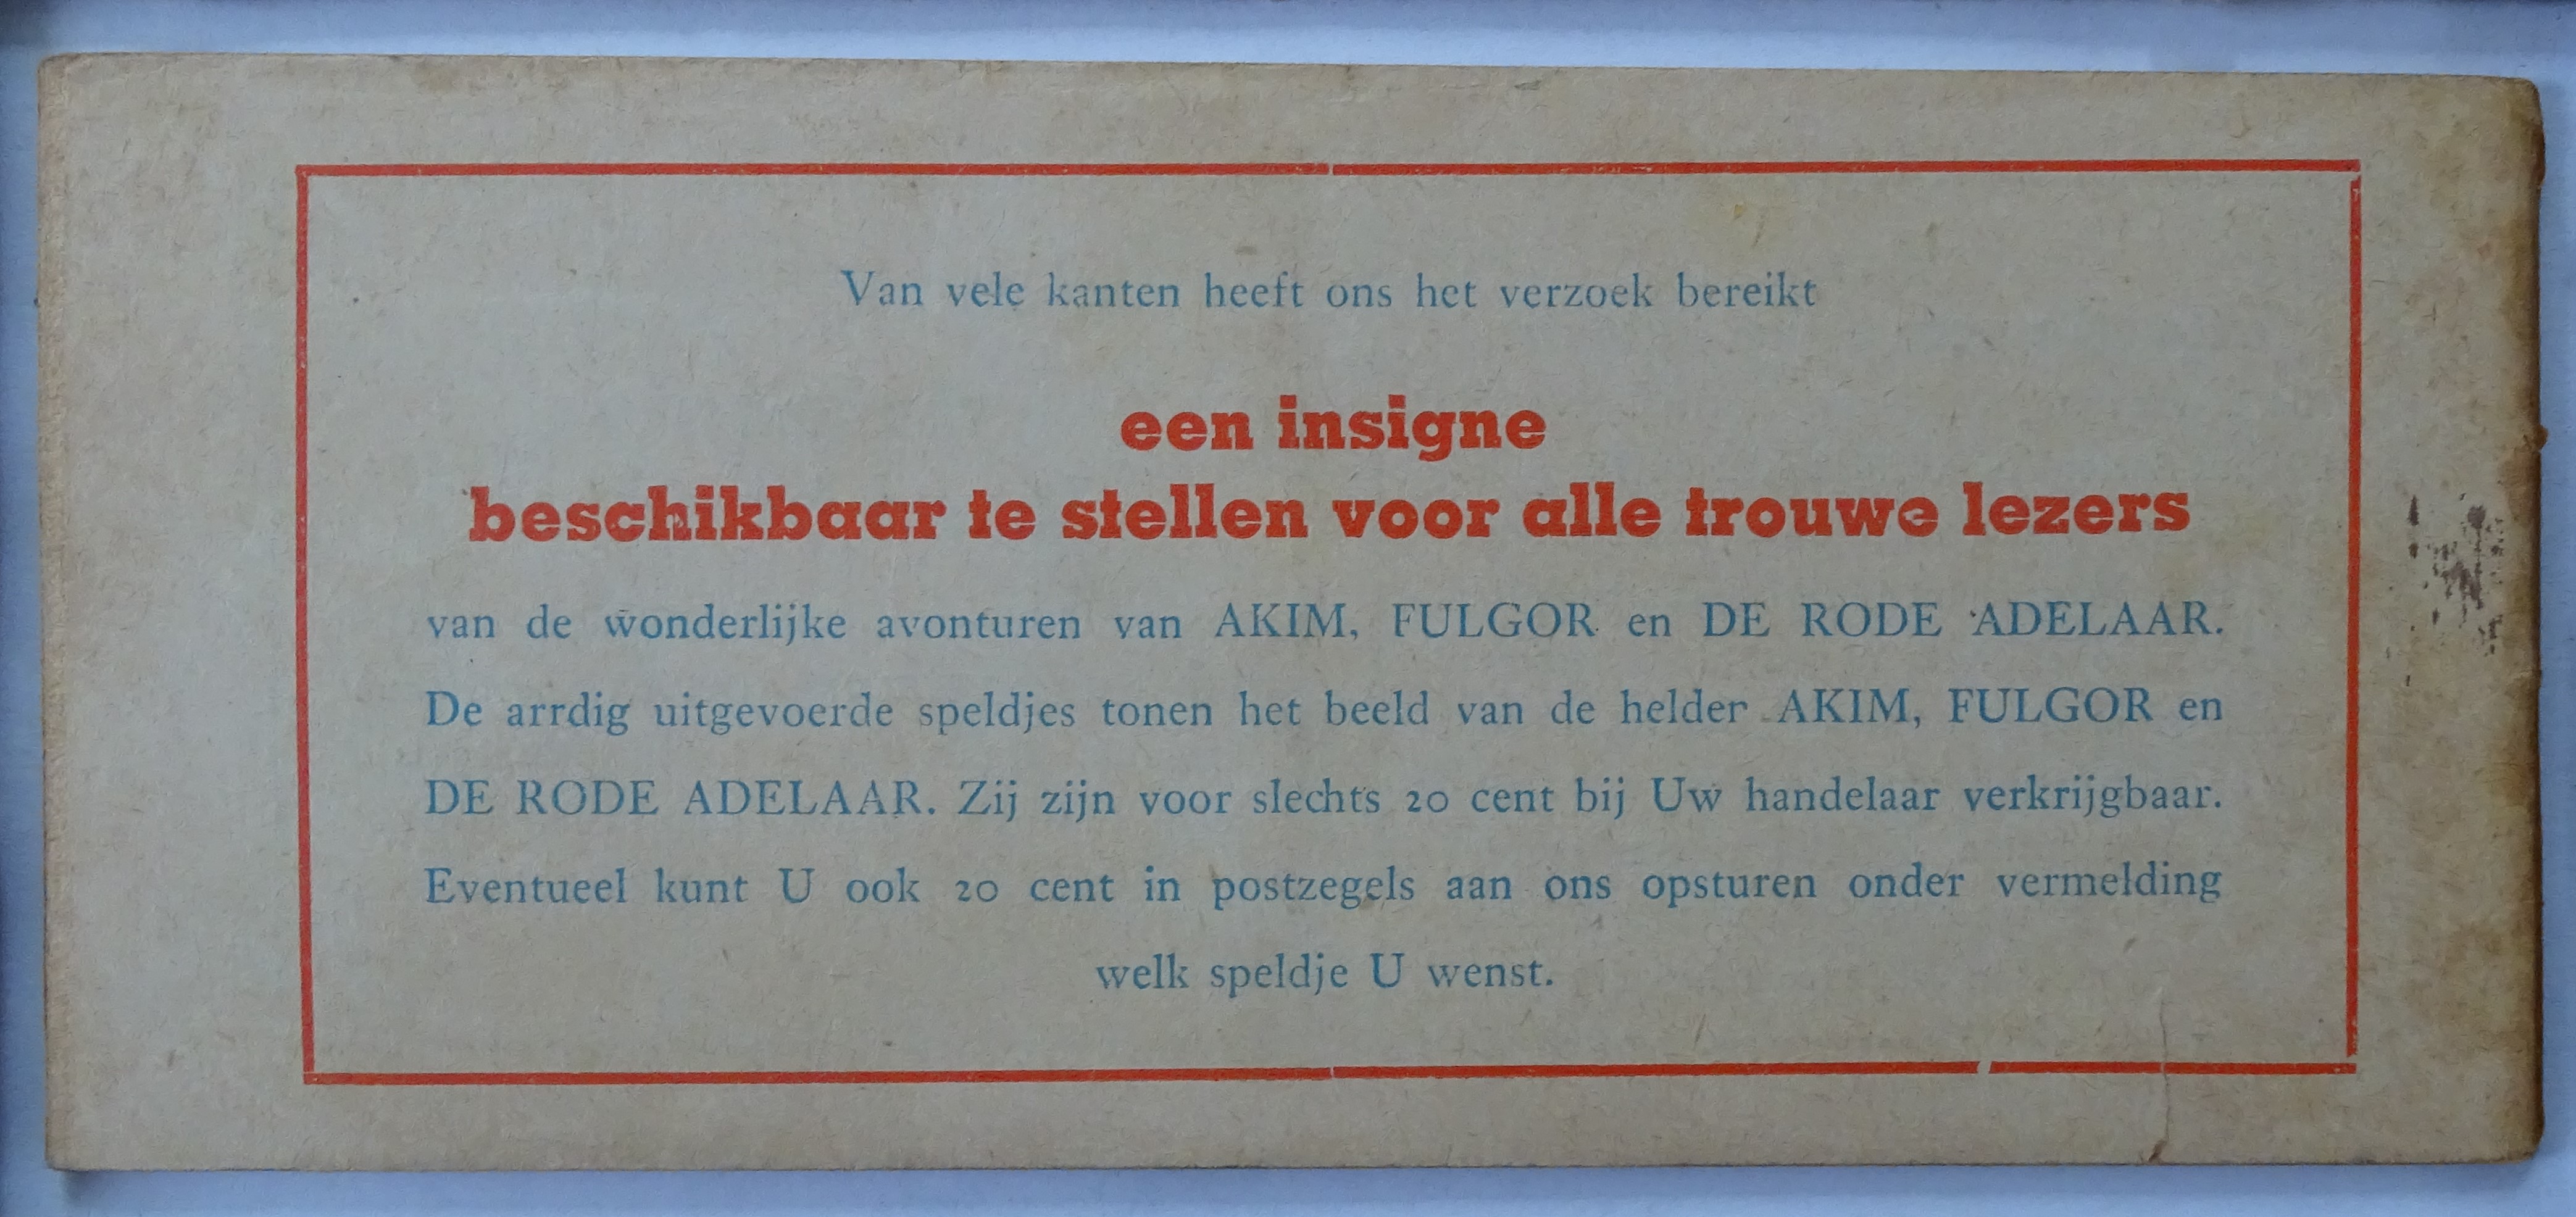 Van vele kanten heeft ons het verzoek bereikt
een insigne
beschikbaar te stellen voor alle trouwe lezers
van de wonderlijke avonturen van AKIM, FULGOR en DE RODE ADELAAR.
De arrdig uitgevoerde speldjes tonen het beeld van de helder AKIM, FULGOR en
DE RODE ADELAAR. Zij zijn voor slechts 20 cent bij Uw handelaar verkrijgbaar.
Eventueel kunt U ook 20 cent in postzegels aan ons opsturen onder vermelding
welk speldje U wenst.